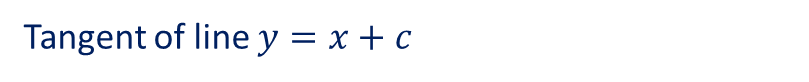 Tangent of line y = x + c